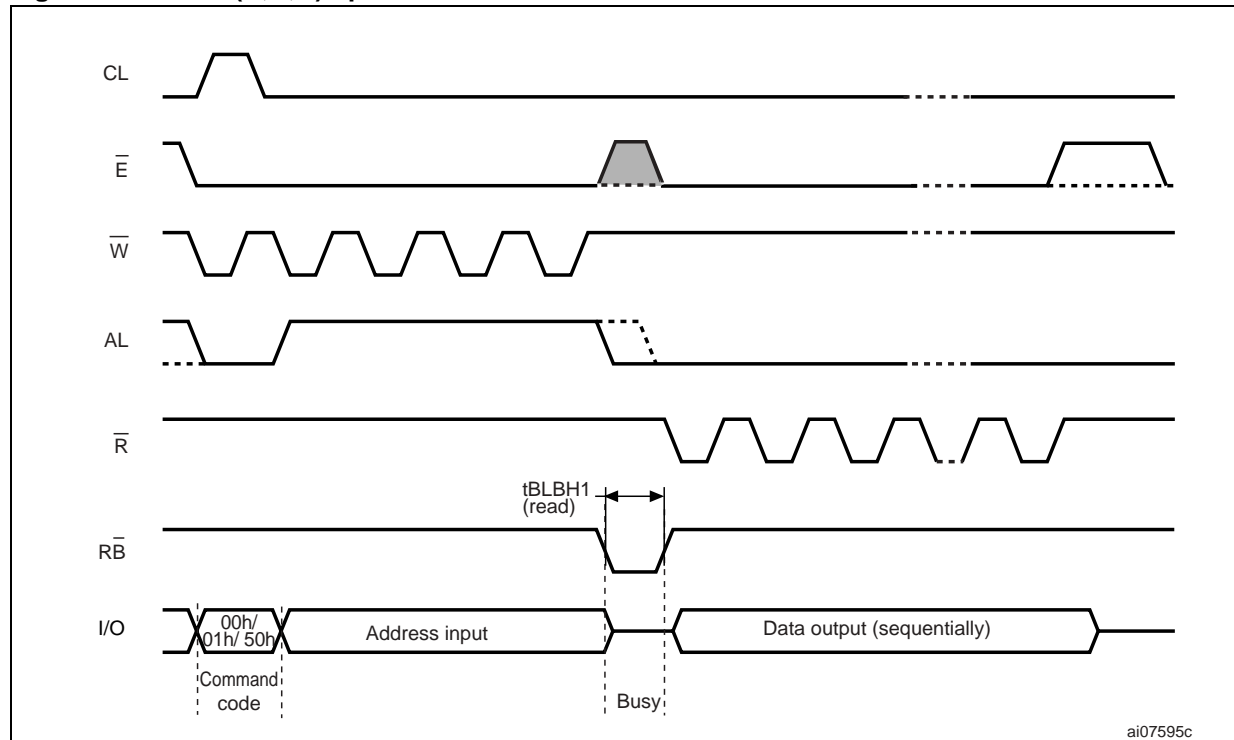 CL
E
W
AL
R
tBLBH1
(read)
RB
I/O
00h/
01h/ 50h
Address input
Data output (sequentially)
Command
code
Busy
ai07595c